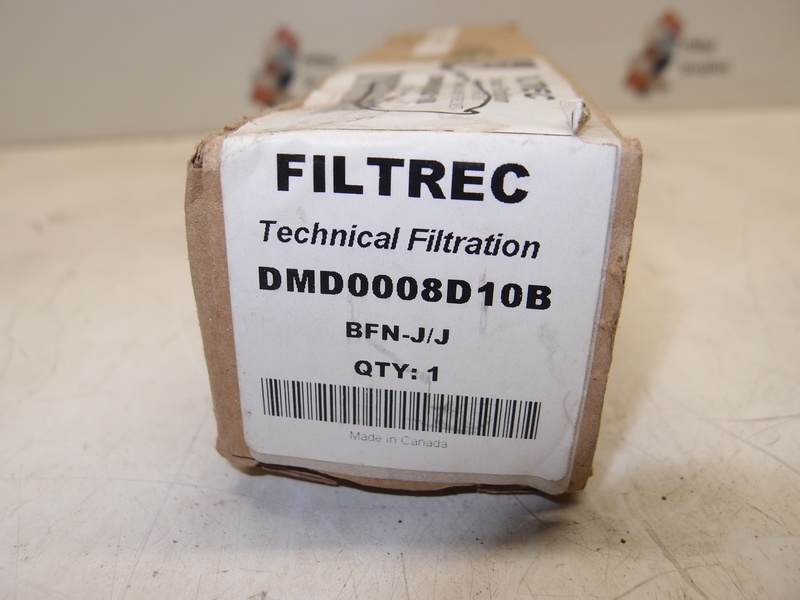 FILTREC
Technical Filtration
DMD0008D10B
BFN-J/J
QTY: 1
Made in Canada